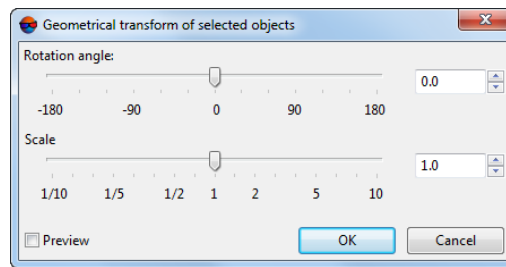 Geometrical transform of selected objects
Rotation angle:
0.0
-180 -90 0 90 180
Scale
1.0
1/10 1/5 1/2 1 2 5 10
Preview OK Cancel